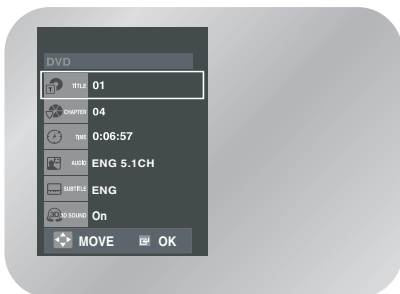 DVD
TITLE 01
CHAPTER 04
TIME 0:06:57
AUDIO ENG 5.1CH
SUBTITLE ENG
3D SOUND On
MOVE OK